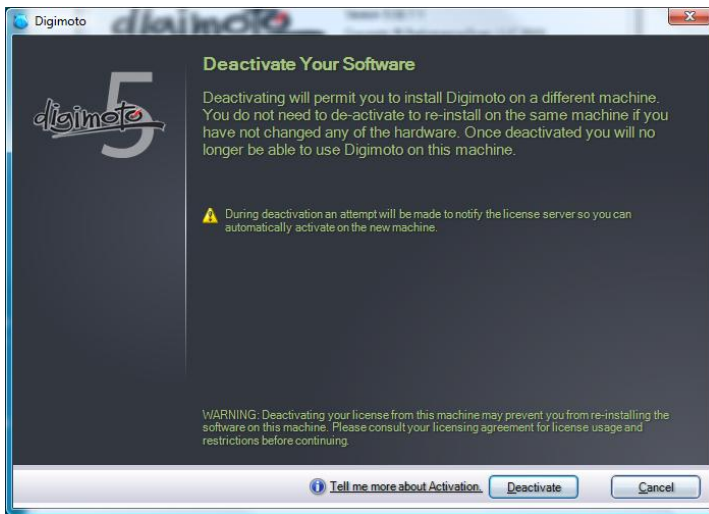 Digimoto
digimoto
5
Deactivate Your Software
Deactivating will permit you to install Digimoto on a different machine.
You do not need to de-activate to re-install on the same machine if you
have not changed any of the hardware. Once deactivated you will no
longer be able to use Digimoto on this machine.
During deactivation an attempt will be made to notify the license server so you can
automatically activate on the new machine.
WARNING: Deactivating your license from this machine may prevent you from re-installing the
software on this machine. Please consult your licensing agreement for license usage and
restrictions before continuing.
Tell me more about Activation. Deactivate Cancel